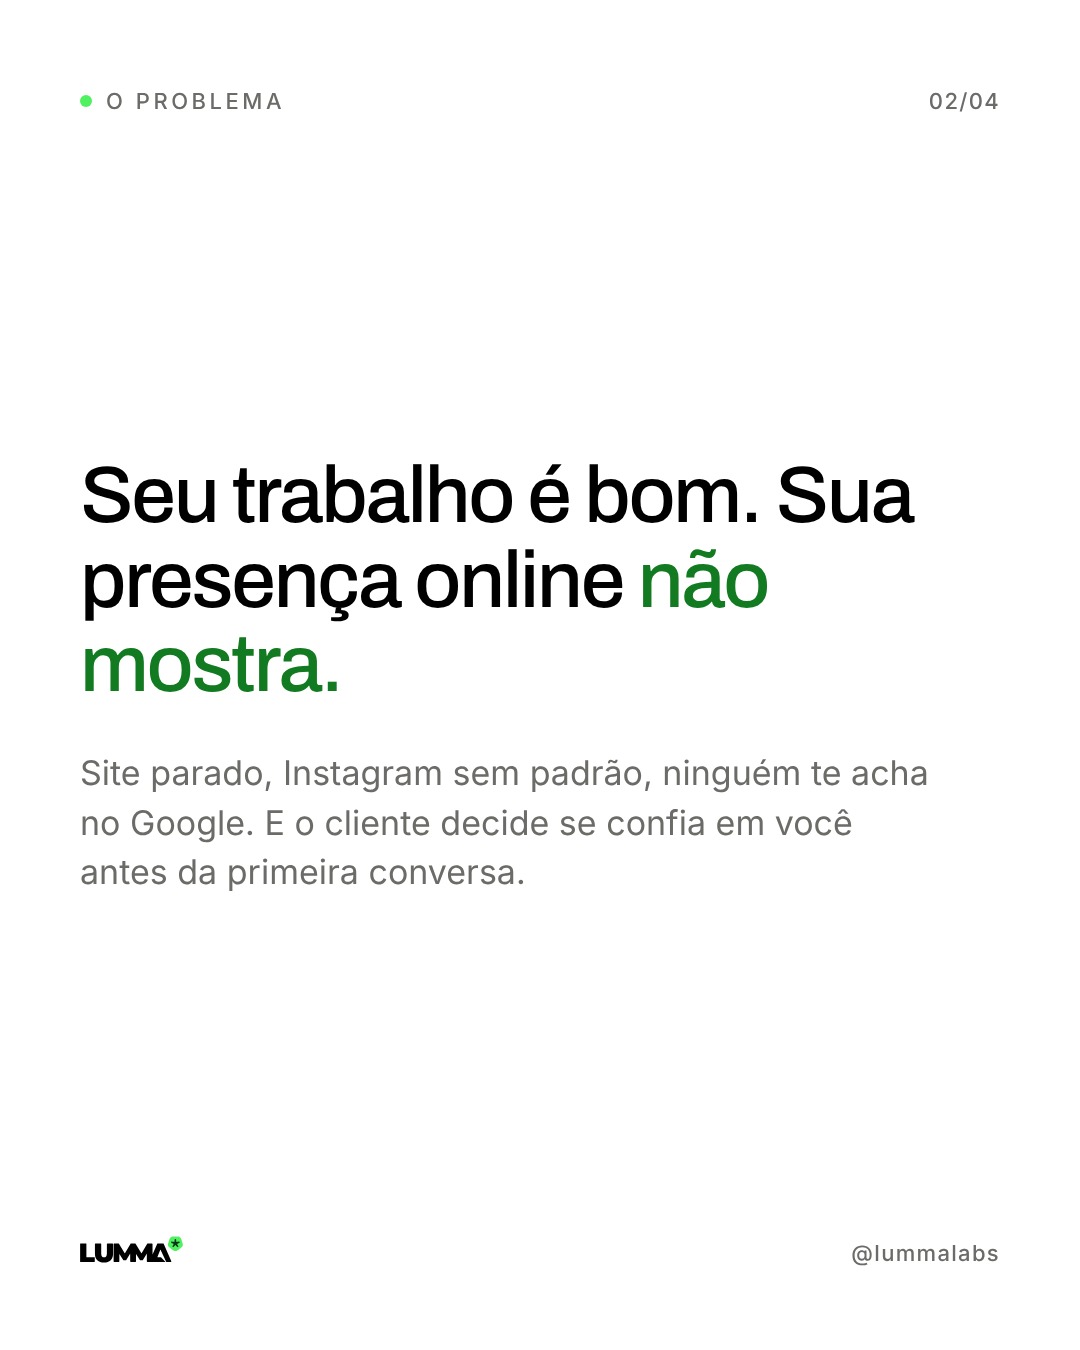 O PROBLEMA
02/04
Seu trabalho é bom. Sua
presença online não
mostra.
Site parado, Instagram sem padrão, ninguém te acha
no Google. E o cliente decide se confia em você
antes da primeira conversa.
LUMMA
@lummalabs